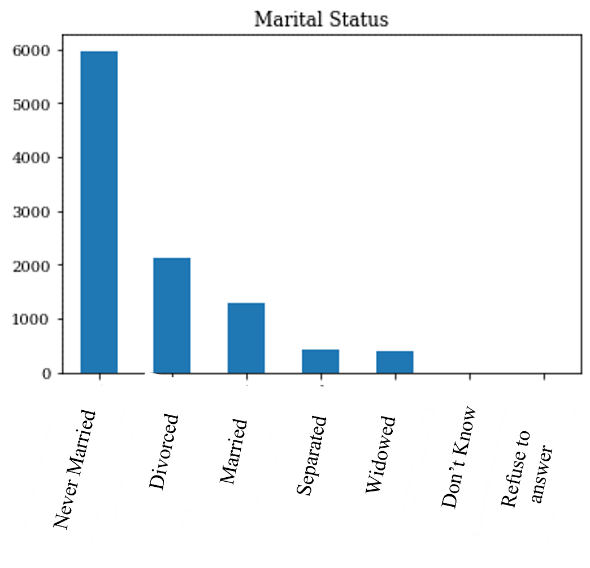 Marital Status
6000
5000
4000
3000
2000
1000
0
Never Married
Divorced
Married
Separated
Widowed
Don't Know
Refuse to
answer